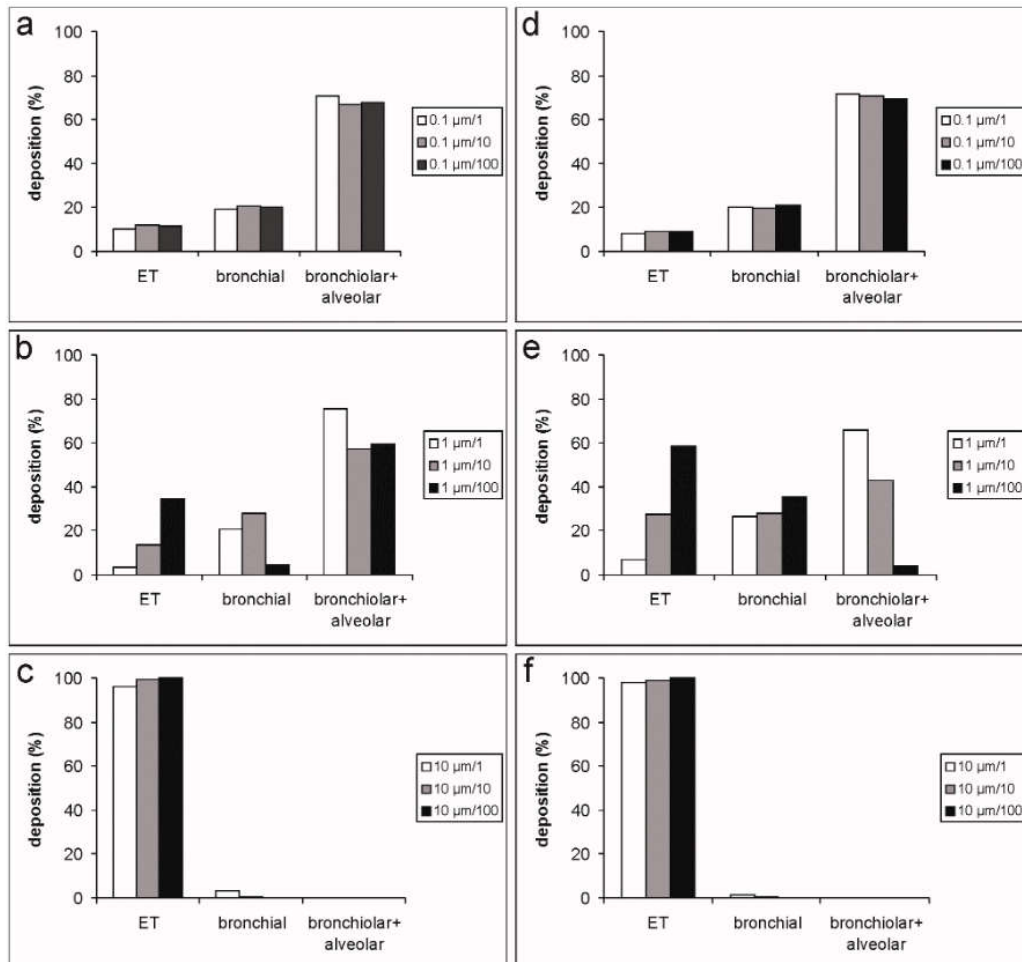 a
deposition (%)
100
80
60
40
20
0
ET
bronchial
bronchiolar+
alveolar
0.1 µm/1
0.1 µm/10
0.1 µm/100
d
deposition (%)
100
80
60
40
20
0
ET
bronchial
bronchiolar+
alveolar
0.1 µm/1
0.1 µm/10
0.1 µm/100
b
deposition (%)
100
80
60
40
20
0
ET
bronchial
bronchiolar+
alveolar
1 µm/1
1 µm/10
1 µm/100
e
deposition (%)
100
80
60
40
20
0
ET
bronchial
bronchiolar+
alveolar
1 µm/1
1 µm/10
1 µm/100
c
deposition (%)
100
80
60
40
20
0
ET
bronchial
bronchiolar+
alveolar
10 µm/1
10 µm/10
10 µm/100
f
deposition (%)
100
80
60
40
20
0
ET
bronchial
bronchiolar+
alveolar
10 µm/1
10 µm/10
10 µm/100